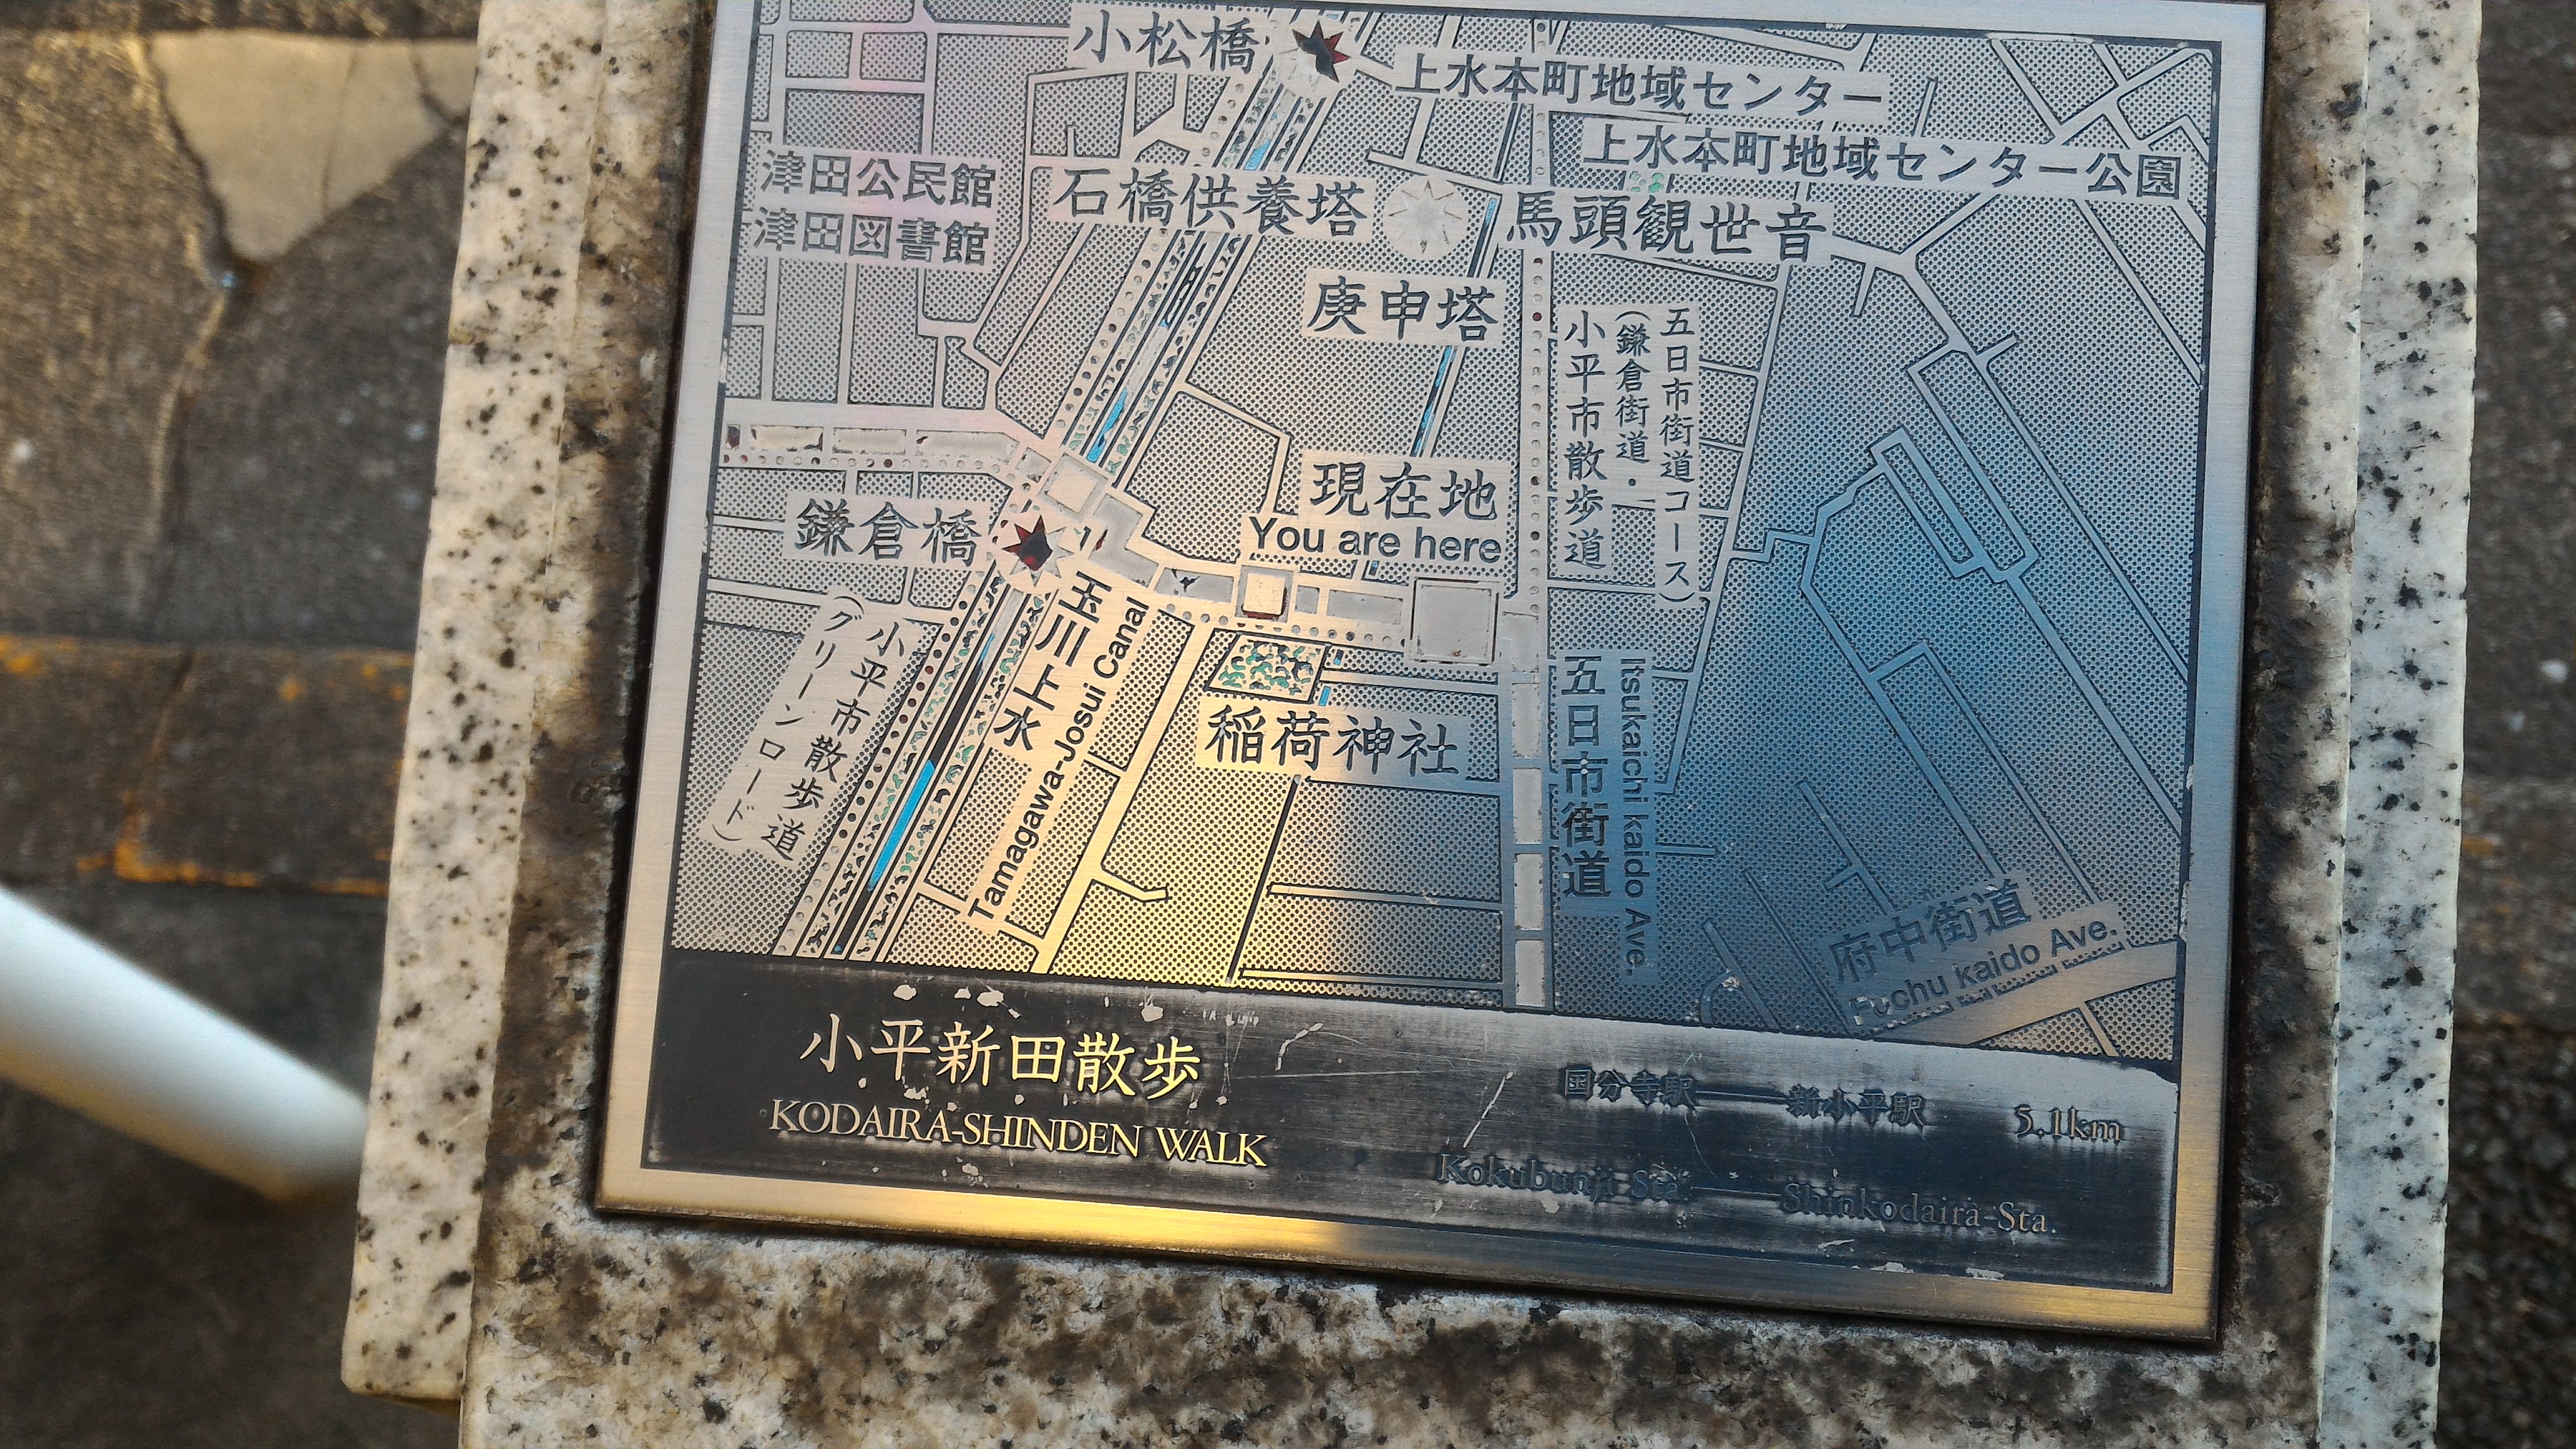 小松橋
上水本町地域センター
上水本町地域センター公園
津田公民館
津田図書館
石橋供養塔
馬頭観世音
庚申塔
五日市街道コース)
(鎌倉街道・
小平市散歩道
現在地
You are here
鎌倉橋
玉川上水
Tamagawa-Josui Canal
小平市散歩道
(グリーンロード)
稲荷神社
五日市街道
Itsukaichi kaido Ave.
府中街道
Fuchu kaido Ave.
小平新田散歩
KODAIRA-SHINDEN WALK
国分寺駅——新小平駅 5.1km
Kokubunji Sta.——Shinkodaira-Sta.